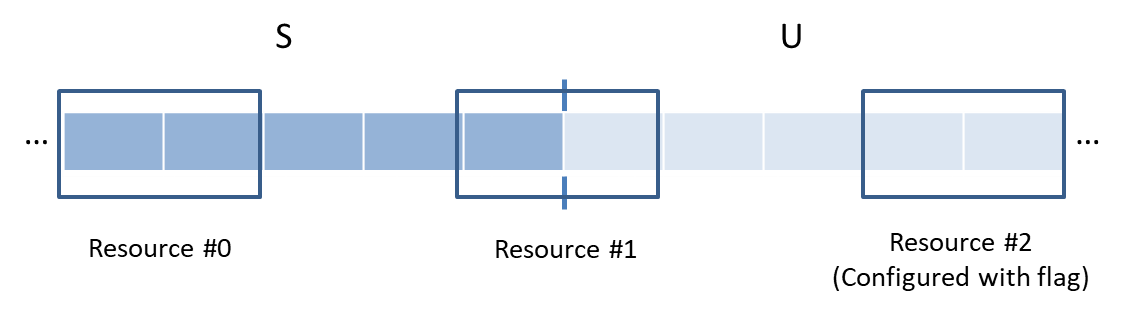 S
U
...
...
Resource #0
Resource #1
Resource #2
(Configured with flag)